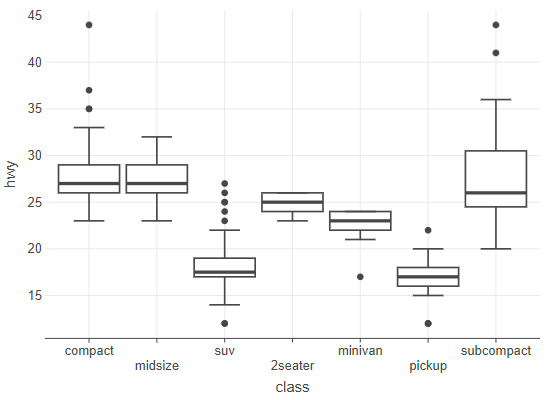 45
40
35
30
25
20
15
hwy
compact
midsize
suv
2seater
minivan
pickup
subcompact
class